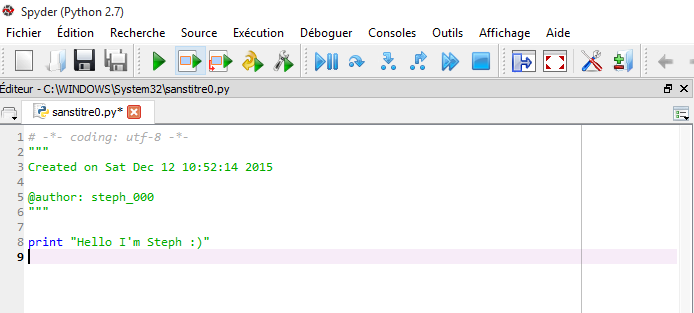 Spyder (Python 2.7)
Fichier Édition Recherche Source Exécution Déboguer Consoles Outils Affichage Aide
Éditeur - C:\WINDOWS\System32\sanstitre0.py
sanstitre0.py*
1 # -*- coding: utf-8 -*-
2 """
3 Created on Sat Dec 12 10:52:14 2015
4
5 @author: steph_000
6 """
7
8 print "Hello I'm Steph :)"
9